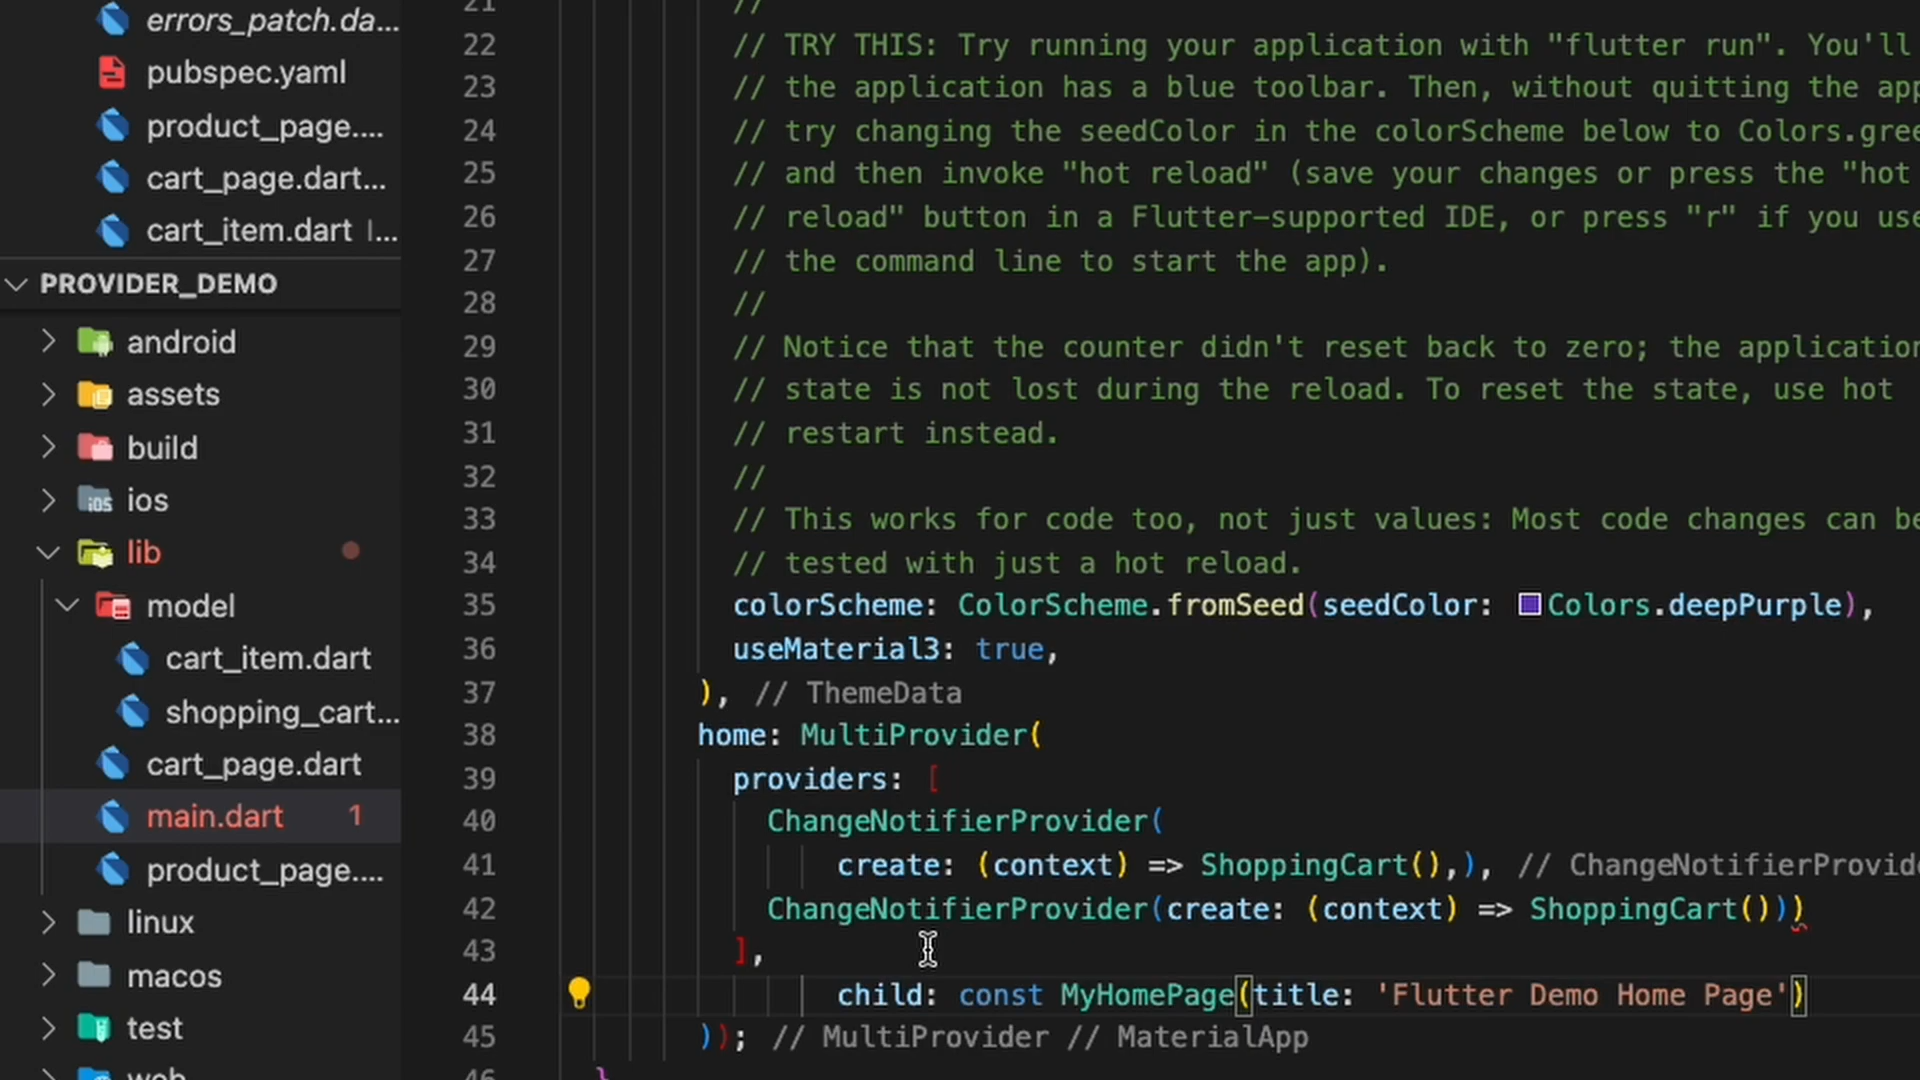 errors_patch.da...
pubspec.yaml
product_page....
cart_page.dart...
cart_item.dart l...
PROVIDER_DEMO
android
assets
build
ios
lib
model
cart_item.dart
shopping_cart...
cart_page.dart
main.dart 1
product_page....
linux
macos
test
web
21 //
22 // TRY THIS: Try running your application with "flutter run". You'll
23 // the application has a blue toolbar. Then, without quitting the app
24 // try changing the seedColor in the colorScheme below to Colors.gree
25 // and then invoke "hot reload" (save your changes or press the "hot
26 // reload" button in a Flutter-supported IDE, or press "r" if you use
27 // the command line to start the app).
28 //
29 // Notice that the counter didn't reset back to zero; the application
30 // state is not lost during the reload. To reset the state, use hot
31 // restart instead.
32 //
33 // This works for code too, not just values: Most code changes can be
34 // tested with just a hot reload.
35 colorScheme: ColorScheme.fromSeed(seedColor: Colors.deepPurple),
36 useMaterial3: true,
37 ), // ThemeData
38 home: MultiProvider(
39 providers: [
40 ChangeNotifierProvider(
41 create: (context) => ShoppingCart(),), // ChangeNotifierProvide
42 ChangeNotifierProvider(create: (context) => ShoppingCart()))
43 ],
44 child: const MyHomePage(title: 'Flutter Demo Home Page')
45 )); // MultiProvider // MaterialApp
46 }